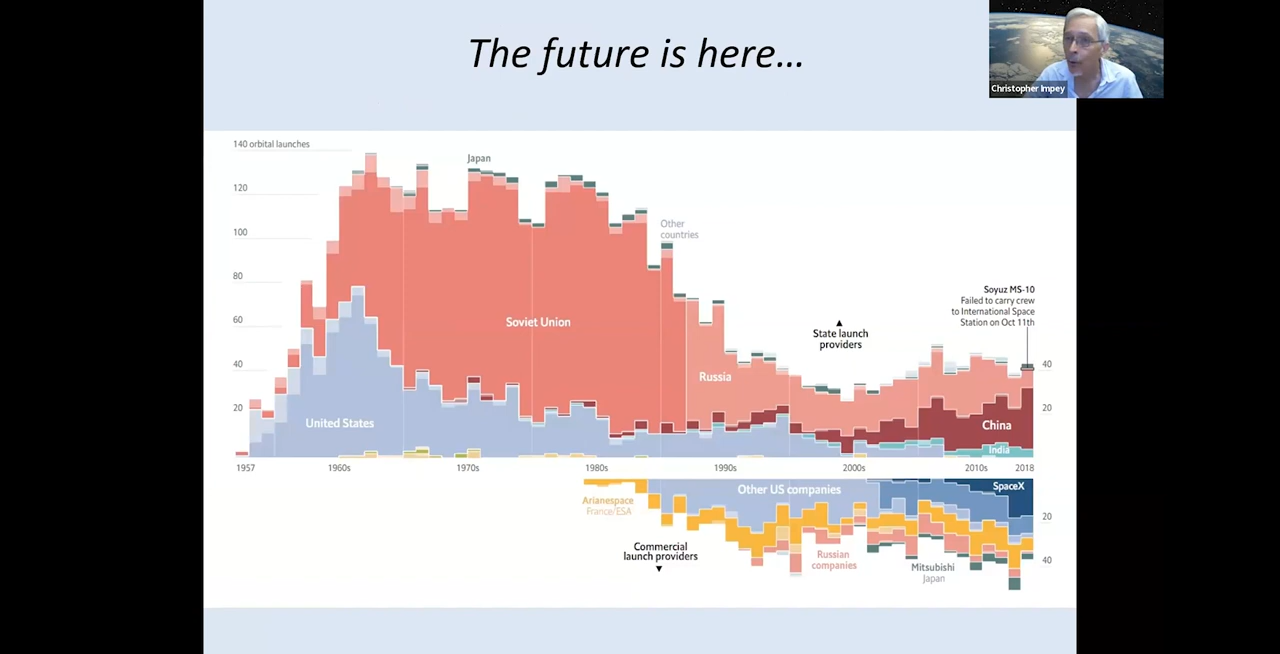 The future is here...
Christopher Impey
140 orbital launches
Japan
120
Other
countries
100
80
Soyuz MS-10
Failed to carry crew
to International Space
Station on Oct 11th
60
State launch
providers
Soviet Union
40
40
Russia
20
20
United States
China
India
1957
1960s
1970s
1980s
1990s
2000s
2010s
2018
Other US companies
SpaceX
Arianespace
France/ESA
20
Commercial
launch providers
Russian
companies
Mitsubishi
Japan
40